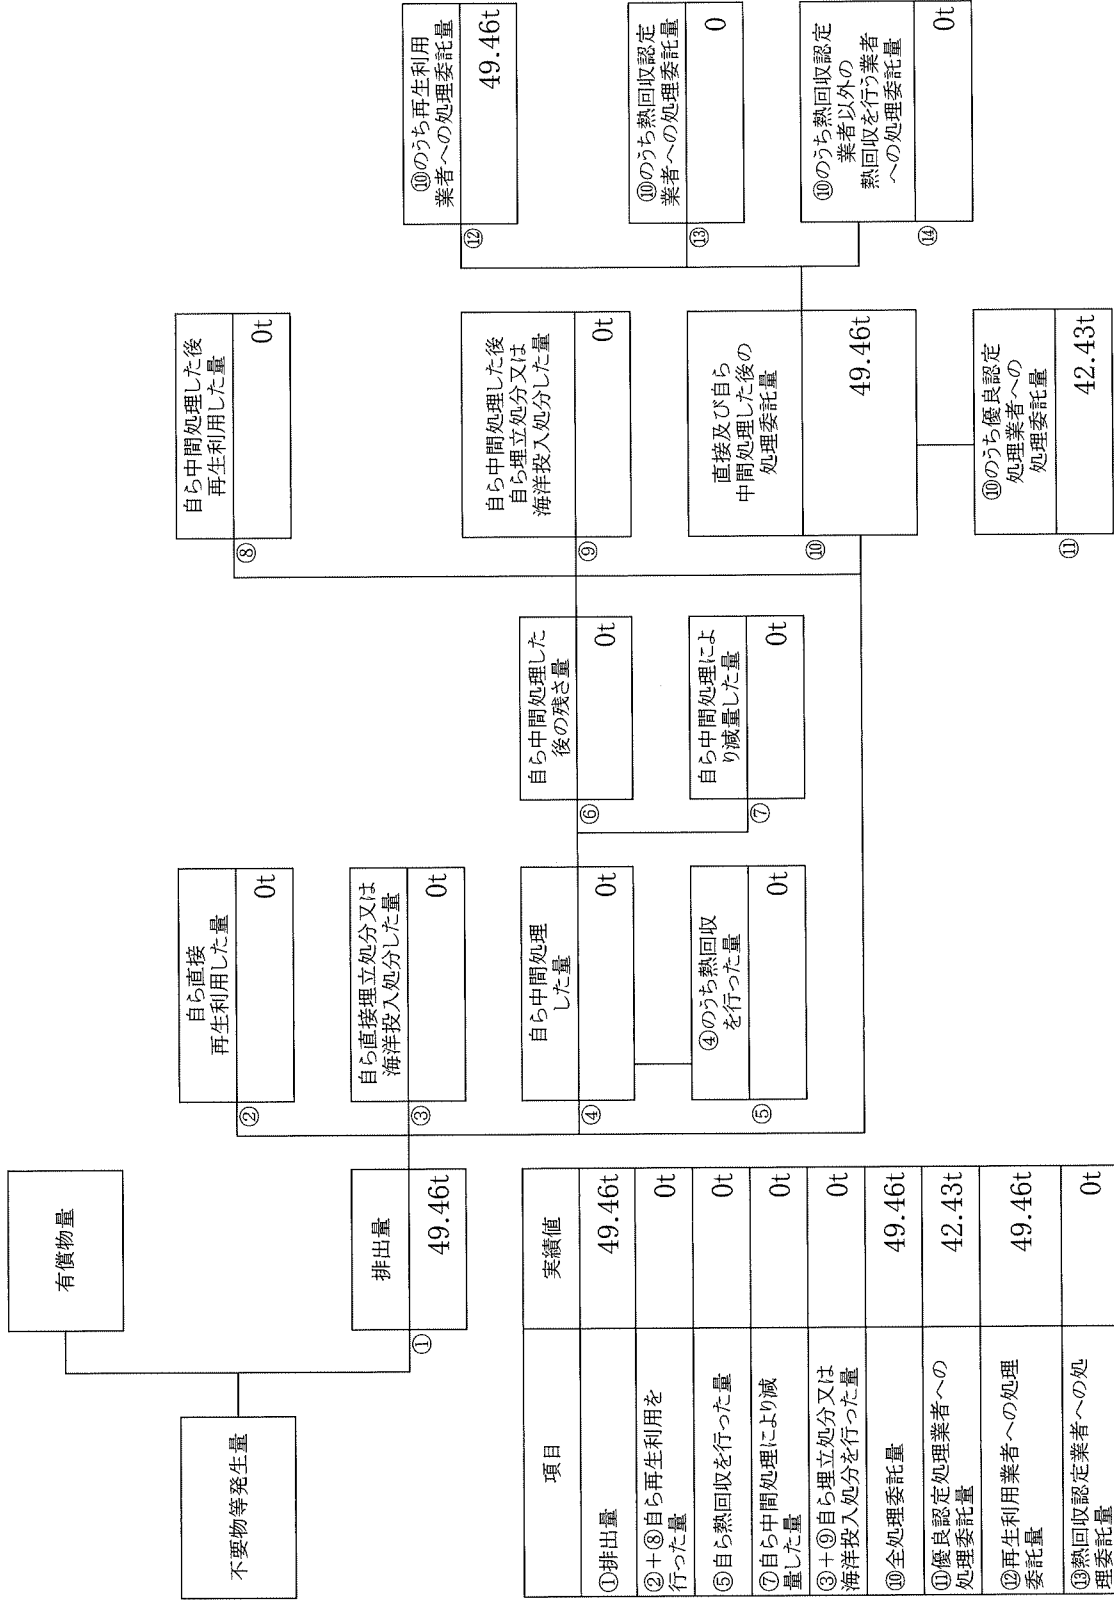 不要物等発生量
有償物量
排出量
①
49.46t
自ら直接
再生利用した量
②
0t
自ら直接埋立処分又は
海洋投入処分した量
③
0t
自ら中間処理
した量
④
0t
④のうち熱回収
を行った量
⑤
0t
自ら中間処理した
後の残さ量
⑥
0t
自ら中間処理によ
り減量した量
⑦
0t
自ら中間処理した後
再生利用した量
⑧
0t
自ら中間処理した後
自ら埋立処分又は
海洋投入処分した量
⑨
0t
直接及び自ら
中間処理した後の
処理委託量
⑩
49.46t
⑩のうち優良認定
処理業者への
処理委託量
⑪
42.43t
⑩のうち再生利用
業者への処理委託量
⑫
49.46t
⑩のうち熱回収認定
業者への処理委託量
⑬
0
⑩のうち熱回収認定
業者以外の
熱回収を行う業者
への処理委託量
⑭
0t
項目 実績値
①排出量 49.46t
②+⑧自ら再生利用を
行った量 0t
⑤自ら熱回収を行った量 0t
⑦自ら中間処理により減
量した量 0t
③+⑨自ら埋立処分又は
海洋投入処分を行った量 0t
⑩全処理委託量 49.46t
⑪優良認定処理業者への
処理委託量 42.43t
⑫再生利用業者への処理
委託量 49.46t
⑬熱回収認定業者への処
理委託量 0t